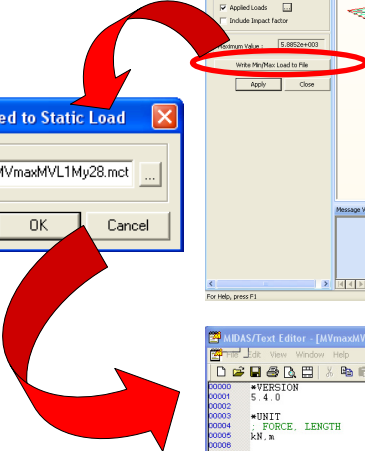 Applied Loads
Include Impact factor
Maximum Value : 5.8852e+003
Write Min/Max Load to File
Apply Close
ed to Static Load
MVmaxMVL1My28.mct ...
OK Cancel
Message
For Help, press F1
MIDAS/Text Editor - [MVmaxMV
File Edit View Window Help
00000 *VERSION
00001 5.4.0
00002
00003 *UNIT
00004 ; FORCE, LENGTH
00005 kN, m
00006